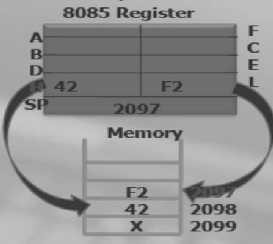 8085 Register
A F
B C
D E
42 F2 L
SP 2097
Memory
F2
42 2098
X 2099